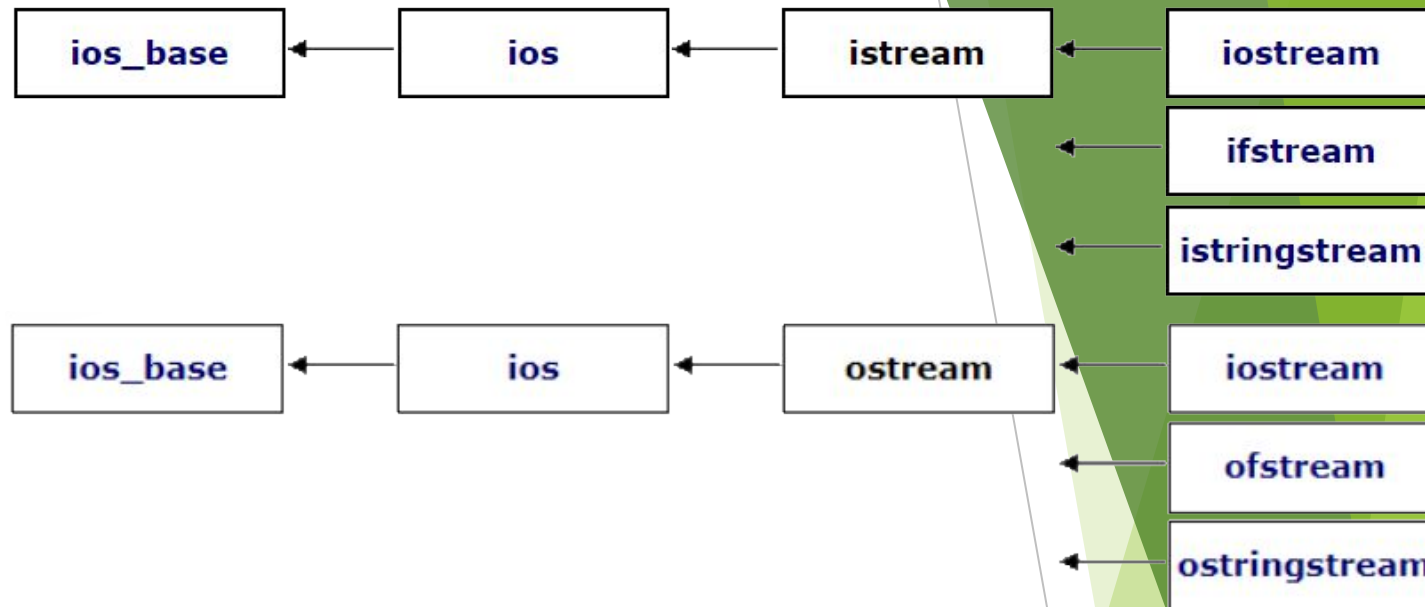 ios_base ios istream iostream
ifstream
istringstream
ios_base ios ostream iostream
ofstream
ostringstream